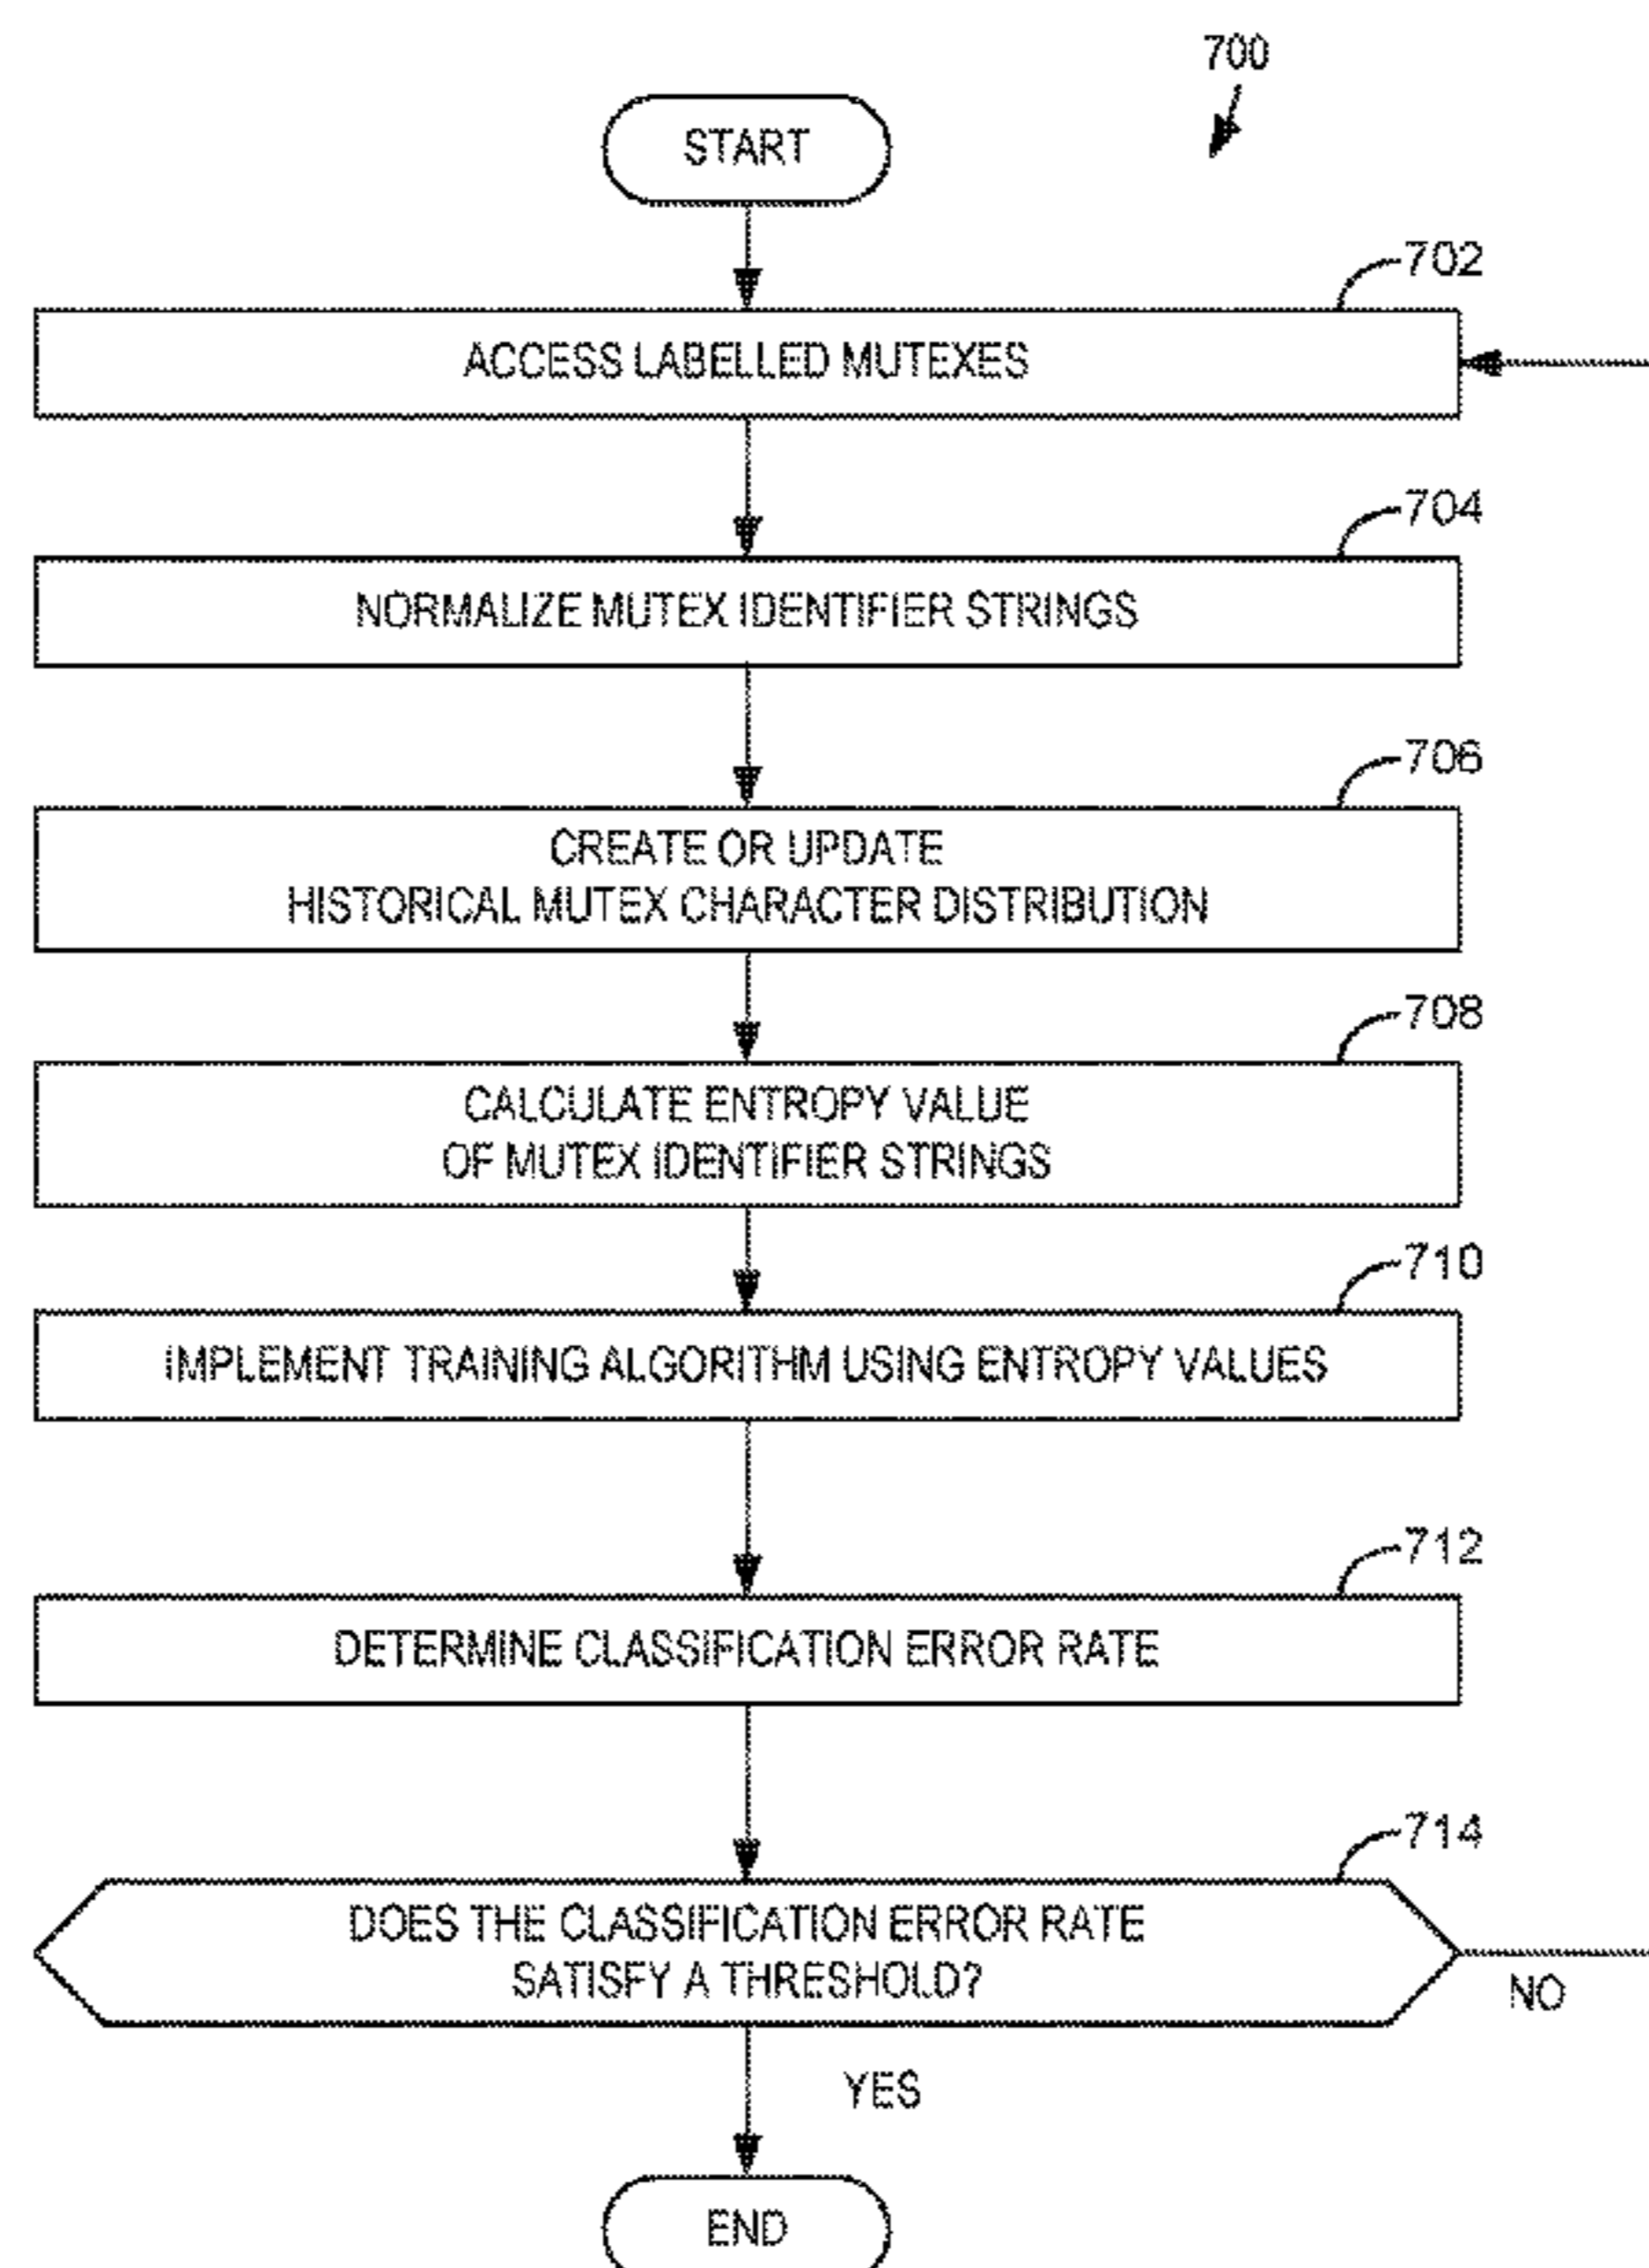 700
START
702
ACCESS LABELLED MUTEXES
704
NORMALIZE MUTEX IDENTIFIER STRINGS
706
CREATE OR UPDATE
HISTORICAL MUTEX CHARACTER DISTRIBUTION
708
CALCULATE ENTROPY VALUE
OF MUTEX IDENTIFIER STRINGS
710
IMPLEMENT TRAINING ALGORITHM USING ENTROPY VALUES
712
DETERMINE CLASSIFICATION ERROR RATE
714
DOES THE CLASSIFICATION ERROR RATE
SATISFY A THRESHOLD?
NO
YES
END